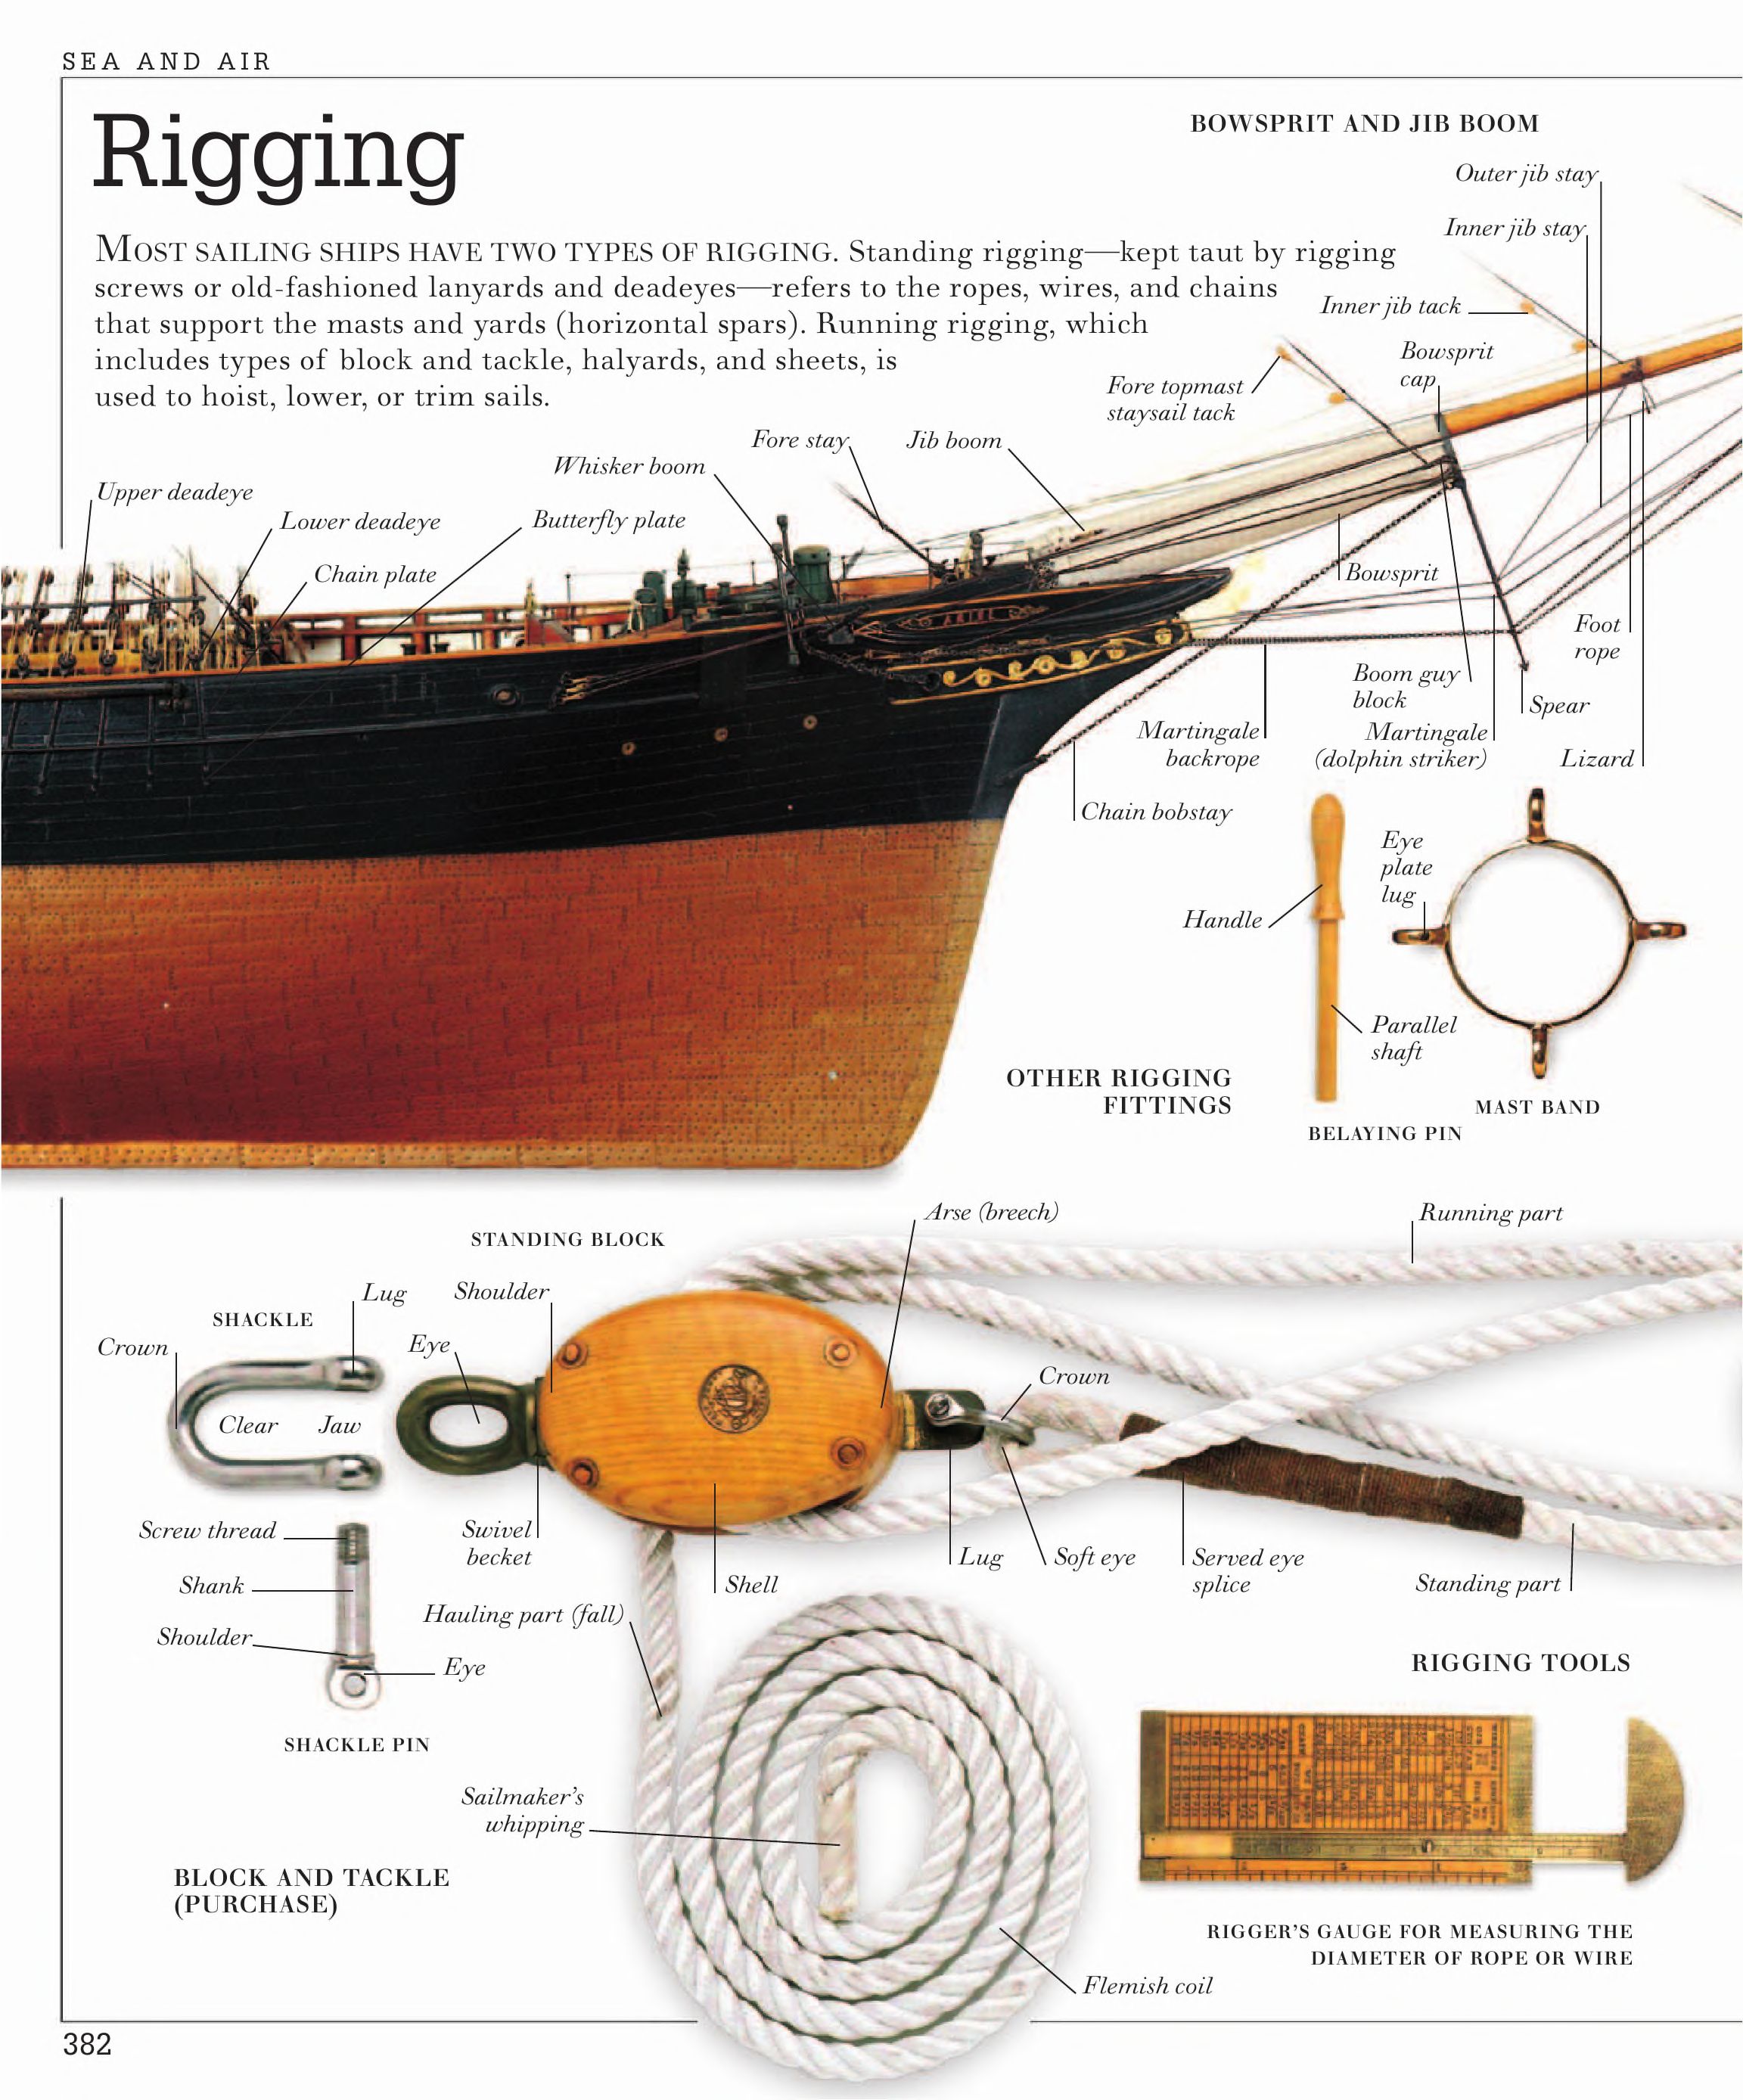 SEA AND AIR
Rigging
MOST SAILING SHIPS HAVE TWO TYPES OF RIGGING. Standing rigging—kept taut by rigging
screws or old-fashioned lanyards and deadeyes—refers to the ropes, wires, and chains
that support the masts and yards (horizontal spars). Running rigging, which
includes types of block and tackle, halyards, and sheets, is
used to hoist, lower, or trim sails.
BOWSPRIT AND JIB BOOM
Outer jib stay
Inner jib stay
Inner jib tack
Bowsprit
cap
Fore topmast
staysail tack
Fore stay
Jib boom
Whisker boom
Upper deadeye
Lower deadeye
Butterfly plate
Chain plate
Bowsprit
Foot
rope
Boom guy
block
Spear
Martingale
backrope
Martingale
(dolphin striker)
Lizard
Chain bobstay
ARIEL
Eye
plate
lug
Handle
Parallel
shaft
OTHER RIGGING
FITTINGS
MAST BAND
BELAYING PIN
Arse (breech)
Running part
STANDING BLOCK
Lug
Shoulder
SHACKLE
Crown
Eye
Crown
Clear
Jaw
Screw thread
Swivel
becket
Lug
Soft eye
Served eye
splice
Shank
Shell
Standing part
Hauling part (fall)
Shoulder
Eye
RIGGING TOOLS
SHACKLE PIN
Sailmaker's
whipping
BLOCK AND TACKLE
(PURCHASE)
RIGGER'S GAUGE FOR MEASURING THE
DIAMETER OF ROPE OR WIRE
Flemish coil
382